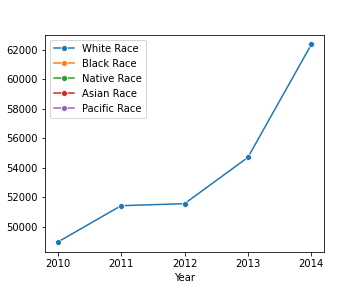 62000
60000
58000
56000
54000
52000
50000
White Race
Black Race
Native Race
Asian Race
Pacific Race
2010 2011 2012 2013 2014
Year